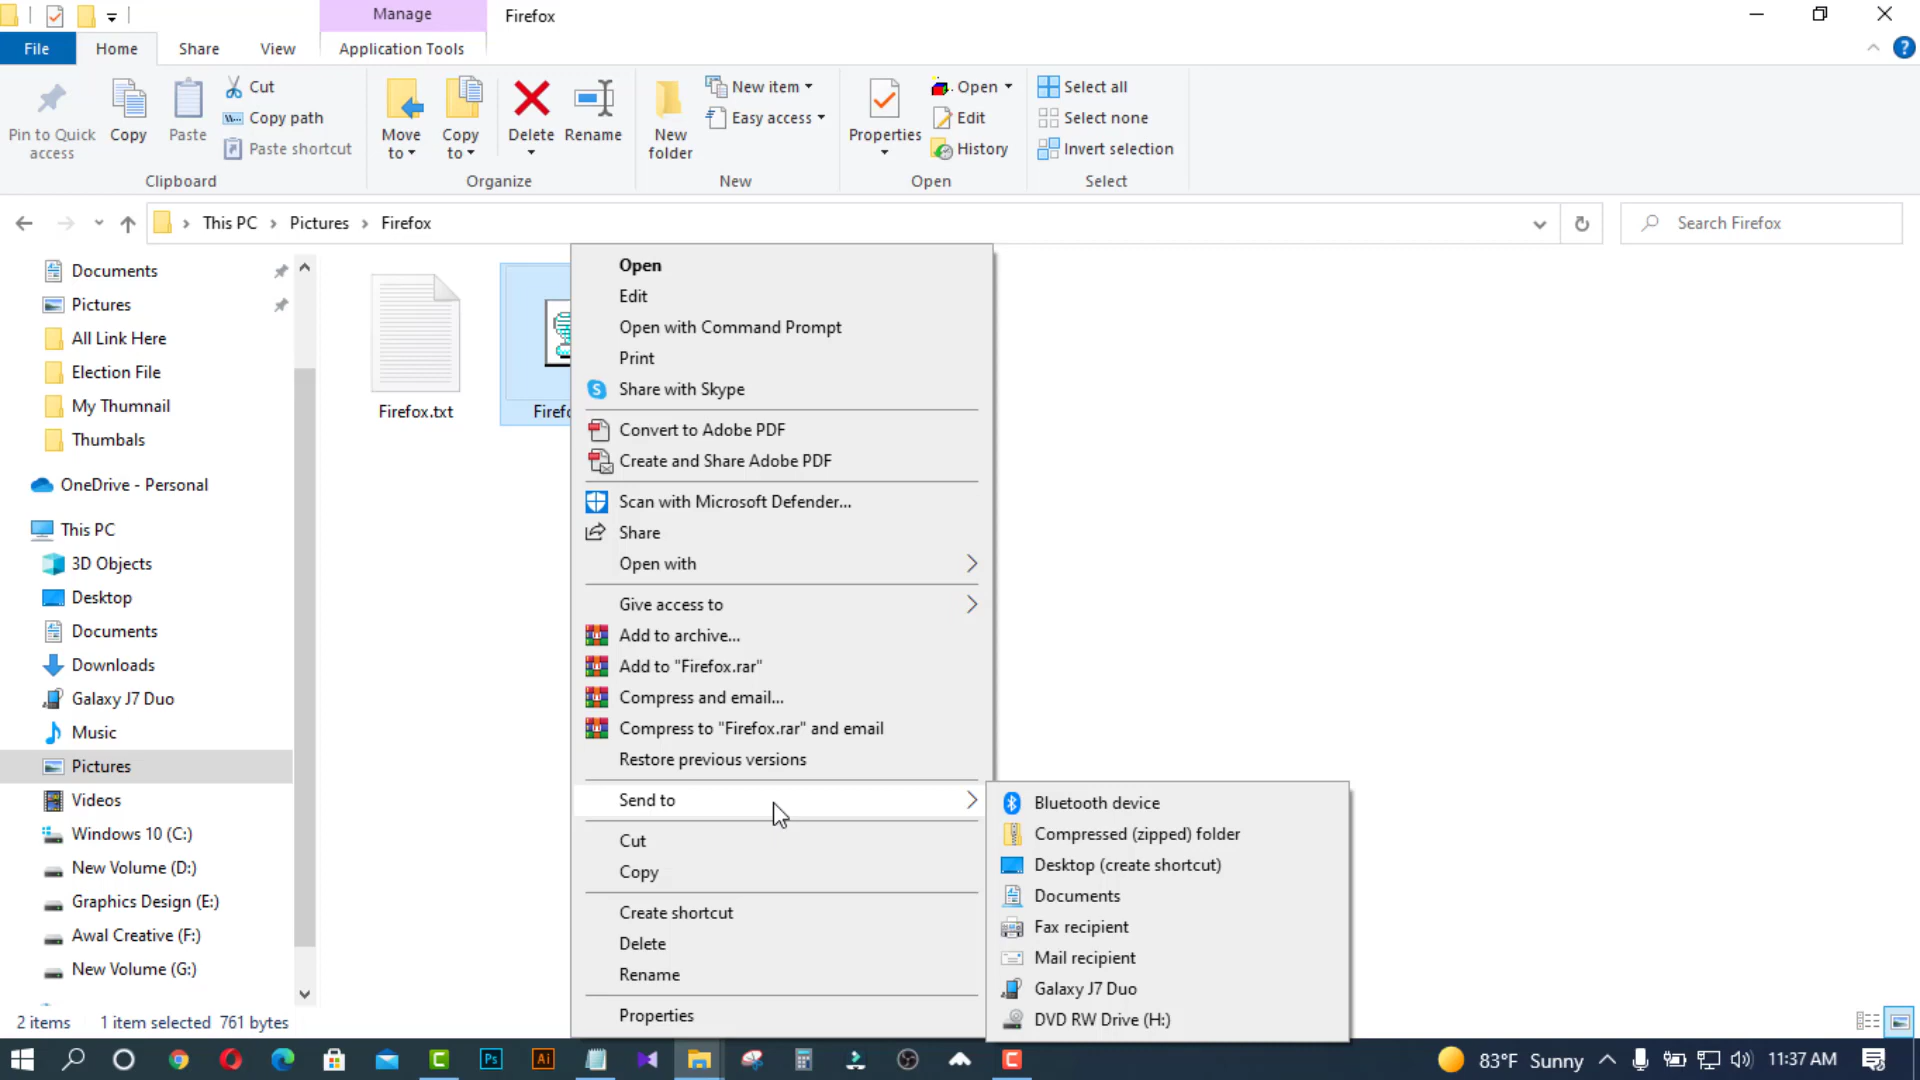 Manage
Firefox
File
Home
Share
View
Application Tools
Pin to Quick access
Copy
Paste
Cut
Copy path
Paste shortcut
Clipboard
Move to
Copy to
Delete
Rename
Organize
New folder
New item
Easy access
New
Properties
Open
Edit
History
Open
Select all
Select none
Invert selection
Select
This PC
Pictures
Firefox
Search Firefox
Documents
Pictures
All Link Here
Election File
My Thumnail
Thumbals
OneDrive - Personal
This PC
3D Objects
Desktop
Documents
Downloads
Galaxy J7 Duo
Music
Pictures
Videos
Windows 10 (C:)
New Volume (D:)
Graphics Design (E:)
Awal Creative (F:)
New Volume (G:)
Firefox.txt
Firefo
Open
Edit
Open with Command Prompt
Print
Share with Skype
Convert to Adobe PDF
Create and Share Adobe PDF
Scan with Microsoft Defender...
Share
Open with
Give access to
Add to archive...
Add to "Firefox.rar"
Compress and email...
Compress to "Firefox.rar" and email
Restore previous versions
Send to
Cut
Copy
Create shortcut
Delete
Rename
Properties
Bluetooth device
Compressed (zipped) folder
Desktop (create shortcut)
Documents
Fax recipient
Mail recipient
Galaxy J7 Duo
DVD RW Drive (H:)
2 items
1 item selected 761 bytes
83°F Sunny
11:37 AM